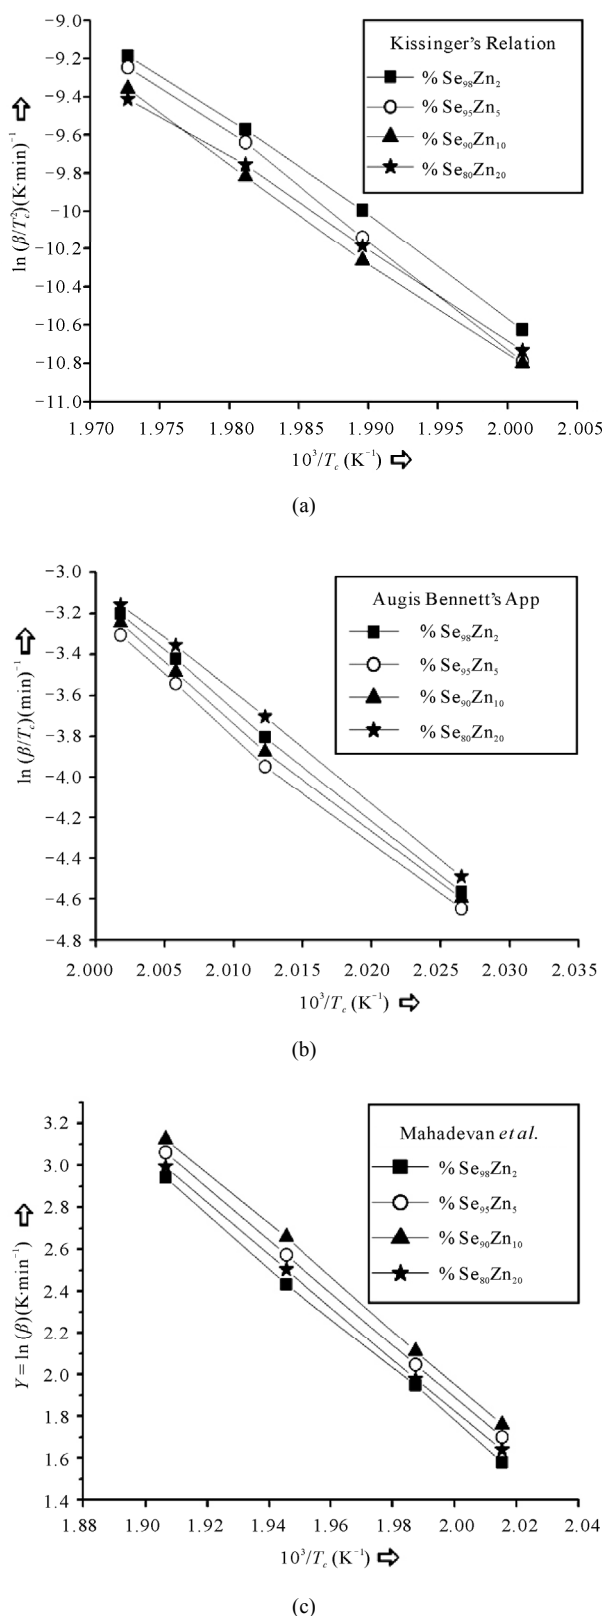 −9.0
−9.2
−9.4
−9.6
−9.8
−10
−10.2
−10.4
−10.6
−10.8
−11.0
ln (β/T_c²)(K·min)⁻¹
Kissinger's Relation
% Se₉₈Zn₂
% Se₉₅Zn₅
% Se₉₀Zn₁₀
% Se₈₀Zn₂₀
1.970 1.975 1.980 1.985 1.990 1.995 2.000 2.005
10³/T_c (K⁻¹)
(a)
−3.0
−3.2
−3.4
−3.6
−3.8
−4.0
−4.2
−4.4
−4.6
−4.8
ln (β/T_c)(min)⁻¹
Augis Bennett's App
% Se₉₈Zn₂
% Se₉₅Zn₅
% Se₉₀Zn₁₀
% Se₈₀Zn₂₀
2.000 2.005 2.010 2.015 2.020 2.025 2.030 2.035
10³/T_c (K⁻¹)
(b)
3.2
3.0
2.8
2.6
2.4
2.2
2.0
1.8
1.6
1.4
Y = ln (β)(K·min⁻¹)
Mahadevan et al.
% Se₉₈Zn₂
% Se₉₅Zn₅
% Se₉₀Zn₁₀
% Se₈₀Zn₂₀
1.88 1.90 1.92 1.94 1.96 1.98 2.00 2.02 2.04
10³/T_c (K⁻¹)
(c)